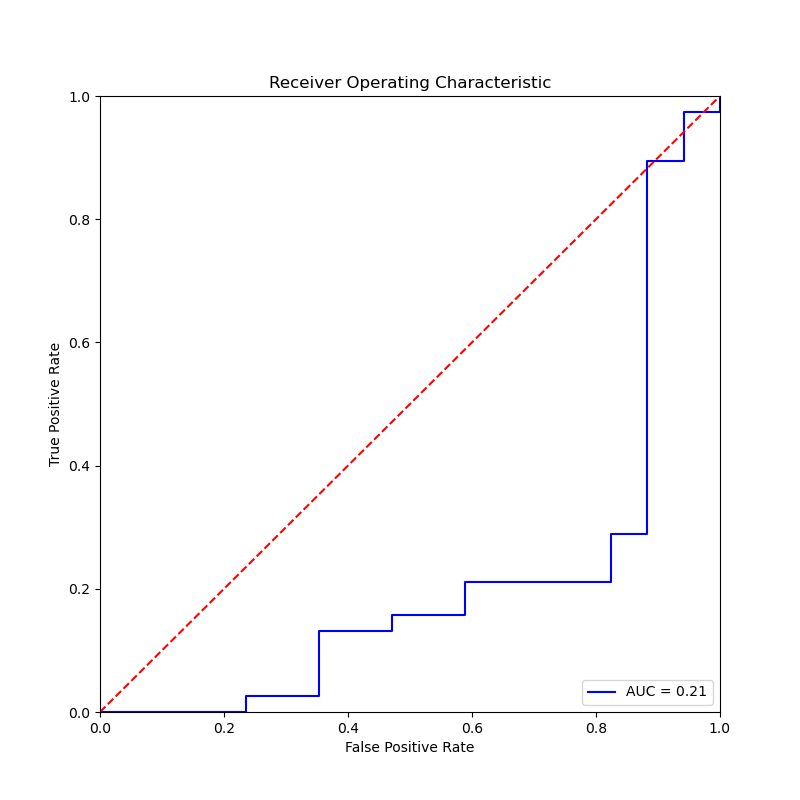 Receiver Operating Characteristic
1.0
0.8
0.6
0.4
0.2
0.0
True Positive Rate
AUC = 0.21
0.0 0.2 0.4 0.6 0.8 1.0
False Positive Rate